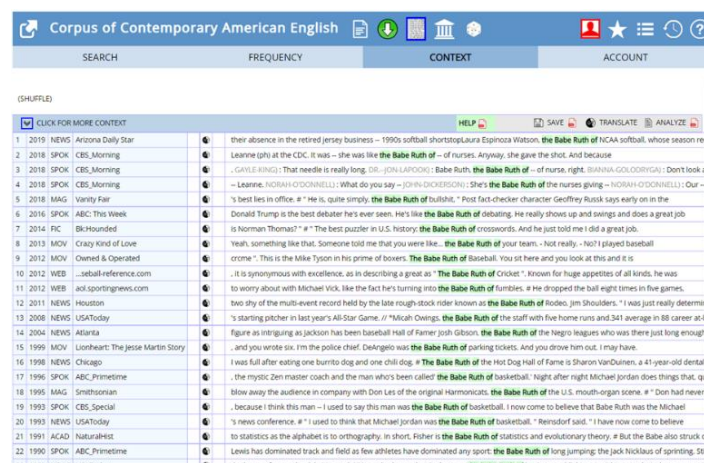 Corpus of Contemporary American English
SEARCH FREQUENCY CONTEXT ACCOUNT
(SHUFFLE)
CLICK FOR MORE CONTEXT HELP SAVE TRANSLATE ANALYZE
1 2019 NEWS Arizona Daily Star their absence in the retired jersey business -- 1990s softball shortstopLaura Espinoza Watson, the Babe Ruth of NCAA softball, whose season re
2 2018 SPOK CBS_Morning Leanne (ph) at the CDC. It was -- she was like the Babe Ruth of -- of nurses. Anyway, she gave the shot. And because
3 2018 SPOK CBS_Morning , GAYLE-KING) : That needle is really long. DR.-JON-LAPOOK) : Babe Ruth, the Babe Ruth of -- of nurse, right. BIANNA-GOLODRYGA) : Don't look a
4 2018 SPOK CBS_Morning -- Leanne. NORAH-O'DONNELL) : What do you say -- JOHN-DICKERSON) : She's the Babe Ruth of the nurses giving -- NORAH-O'DONNELL) : Our --
5 2018 MAG Vanity Fair 's best lies in office. # " He is, quite simply, the Babe Ruth of bullshit, " Post fact-checker character Geoffrey Russk says early on in the
6 2016 SPOK ABC: This Week Donald Trump is the best debater he's ever seen. He's like the Babe Ruth of debating. He really shows up and swings and does a great job
7 2014 FIC Bk:Hounded is Norman Thomas? " # " The best puzzler in U.S. history; the Babe Ruth of crosswords. And he just told me I did a great job.
8 2013 MOV Crazy Kind of Love Yeah, something like that. Someone told me that you were like... the Babe Ruth of your team. - Not really. - No? I played baseball
9 2012 MOV Owned & Operated crcme ". This is the Mike Tyson in his prime of boxers. The Babe Ruth of Baseball. You sit here and you look at this and it is
10 2012 WEB ...seball-reference.com , it is synonymous with excellence, as in describing a great as " The Babe Ruth of Cricket ". Known for huge appetites of all kinds, he was
11 2012 WEB aol.sportingnews.com to worry about with Michael Vick, like the fact he's turning into the Babe Ruth of fumbles. # He dropped the ball eight times in five games,
12 2011 NEWS Houston two shy of the multi-event record held by the late rough-stock rider known as the Babe Ruth of Rodeo, Jim Shoulders. " I was just really determin
13 2008 NEWS USAToday 's starting pitcher in last year's All-Star Game. // *Micah Owings, the Babe Ruth of the staff with five home runs and.341 average in 88 career at-
14 2004 NEWS Atlanta figure as intriguing as Jackson has been baseball Hall of Famer Josh Gibson, the Babe Ruth of the Negro leagues who was there just long enough
15 1999 MOV Lionheart: The Jesse Martin Story , and you wrote six. I'm the police chief. DeAngelo was the Babe Ruth of parking tickets. And you drove him out. I may have.
16 1998 NEWS Chicago I was full after eating one burrito dog and one chili dog. # The Babe Ruth of the Hot Dog Hall of Fame is Sharon VanDuinen, a 41-year-old dental
17 1996 SPOK ABC_Primetime , the mystic Zen master coach and the man who's been called' the Babe Ruth of basketball.' Night after night Michael Jordan does things that, qu
18 1995 MAG Smithsonian blow away the audience in company with Don Les of the original Harmonicats, the Babe Ruth of the U.S. mouth-organ scene. # " Don had never
19 1993 SPOK CBS_Special , because I think this man -- I used to say this man was the Babe Ruth of basketball. I now come to believe that Babe Ruth was the Michael
20 1993 NEWS USAToday 's news conference. # " I used to think that Michael Jordan was the Babe Ruth of basketball, " Reinsdorf said. " I have now come to believe
21 1991 ACAD NaturalHist to statistics as the alphabet is to orthography. In short, Fisher is the Babe Ruth of statistics and evolutionary theory. # But the Babe also struck o
22 1990 SPOK ABC_Primetime Lewis has dominated track and field as few athletes have dominated any sport: the Babe Ruth of long jumping; the Jack Nicklaus of sprinting. Sti